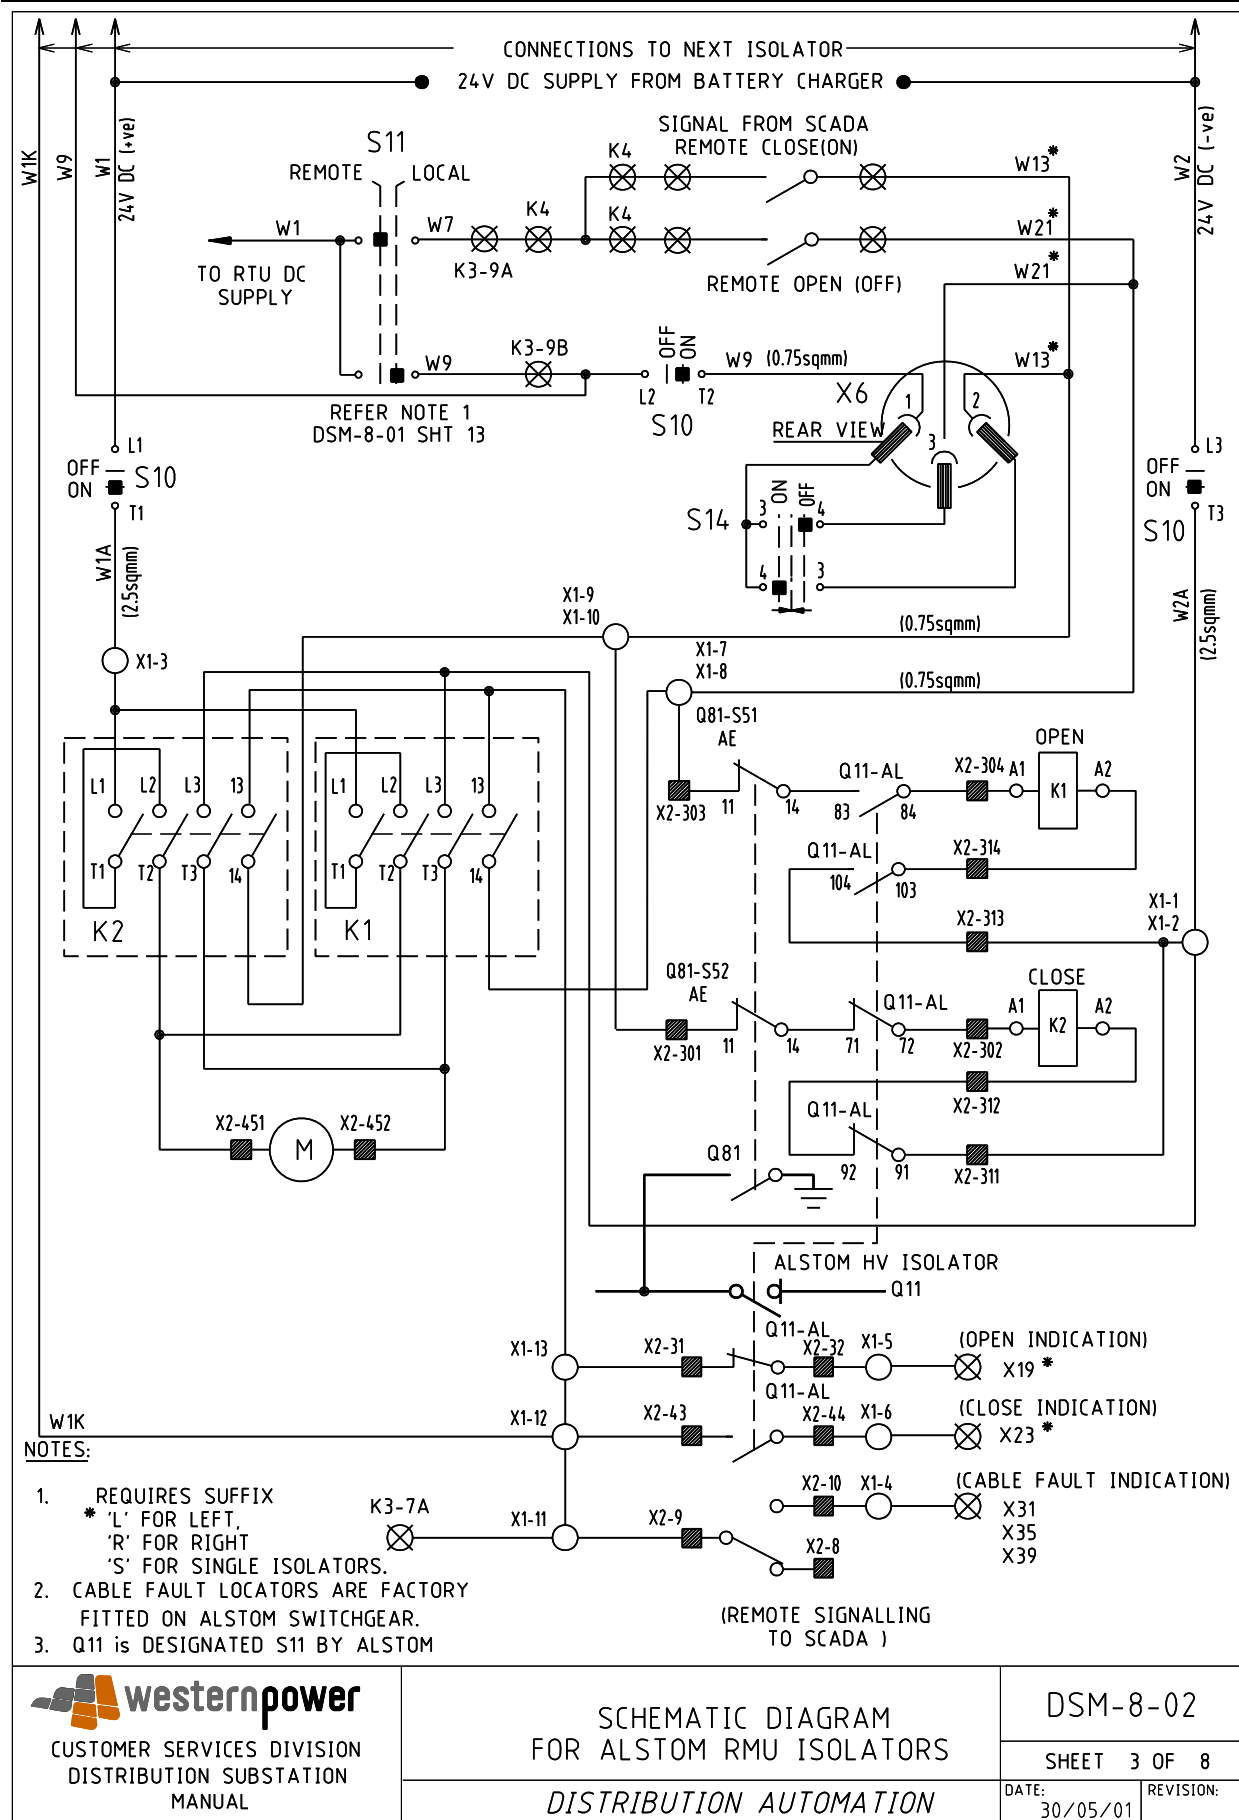 CONNECTIONS TO NEXT ISOLATOR
24V DC SUPPLY FROM BATTERY CHARGER
W1K
W9
W1
24V DC (+ve)
W2
24V DC (-ve)
SIGNAL FROM SCADA
REMOTE CLOSE(ON)
S11
REMOTE
LOCAL
K4
W13*
W1
W7
K4
K4
W21*
K3-9A
TO RTU DC
SUPPLY
REMOTE OPEN (OFF)
W21*
W9
K3-9B
OFF
ON
W9
(0.75sqmm)
W13*
L2
T2
S10
X6
1
2
3
REFER NOTE 1
DSM-8-01 SHT 13
REAR VIEW
L1
OFF
ON
S10
T1
L3
OFF
ON
S10
T3
S14
3
ON
OFF
4
4
3
W1A
(2.5sqmm)
W2A
(2.5sqmm)
X1-9
X1-10
(0.75sqmm)
X1-3
X1-7
X1-8
(0.75sqmm)
Q81-S51
AE
OPEN
L1
L2
L3
13
L1
L2
L3
13
X2-303
11
14
Q11-AL
83
84
X2-304
A1
K1
A2
T1
T2
T3
14
T1
T2
T3
14
Q11-AL
104
103
X2-314
K2
K1
X2-313
X1-1
X1-2
Q81-S52
AE
CLOSE
X2-301
11
14
71
Q11-AL
72
X2-302
A1
K2
A2
X2-312
Q11-AL
X2-451
M
X2-452
Q81
92
91
X2-311
ALSTOM HV ISOLATOR
Q11
Q11-AL
X1-13
X2-31
X2-32
X1-5
(OPEN INDICATION)
X19 *
Q11-AL
W1K
X1-12
X2-43
X2-44
X1-6
(CLOSE INDICATION)
X23 *
X2-10
X1-4
(CABLE FAULT INDICATION)
X31
X35
X39
K3-7A
X1-11
X2-9
X2-8
(REMOTE SIGNALLING
TO SCADA )
NOTES:
1. REQUIRES SUFFIX
* 'L' FOR LEFT,
'R' FOR RIGHT
'S' FOR SINGLE ISOLATORS.
2. CABLE FAULT LOCATORS ARE FACTORY
FITTED ON ALSTOM SWITCHGEAR.
3. Q11 is DESIGNATED S11 BY ALSTOM
westernpower
CUSTOMER SERVICES DIVISION
DISTRIBUTION SUBSTATION
MANUAL
SCHEMATIC DIAGRAM
FOR ALSTOM RMU ISOLATORS
DISTRIBUTION AUTOMATION
DSM-8-02
SHEET 3 OF 8
DATE:
30/05/01
REVISION: